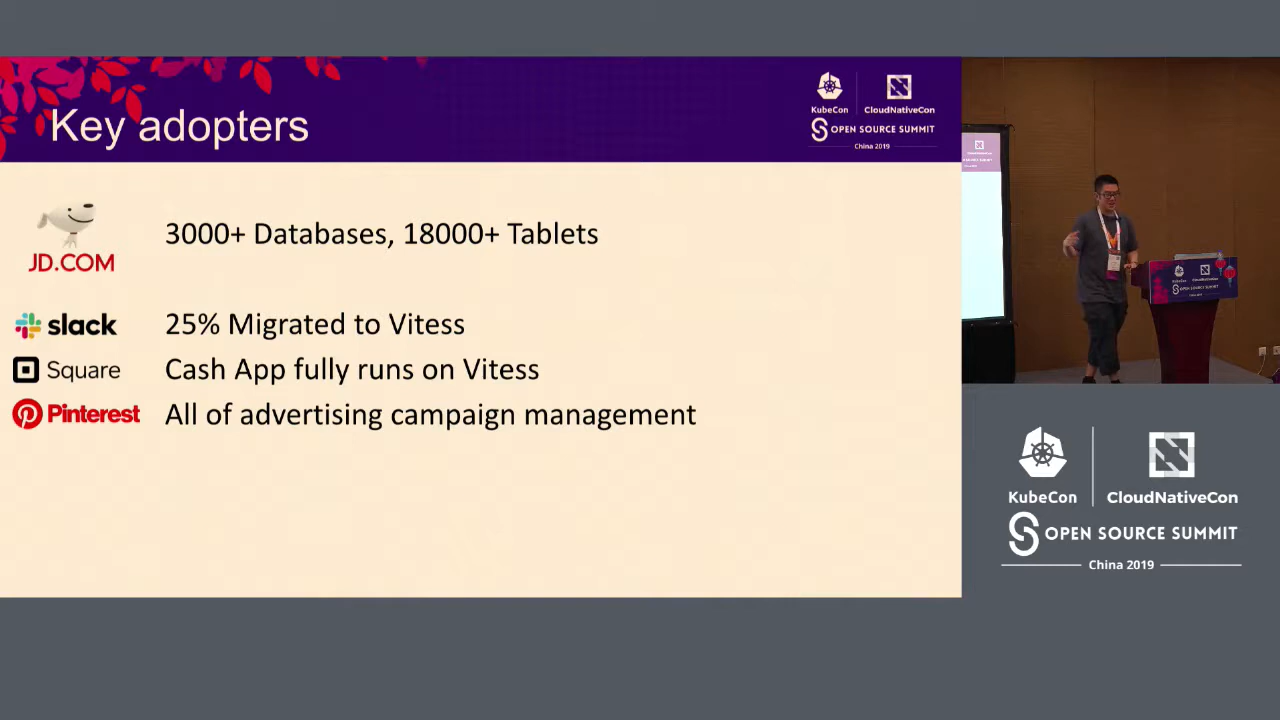 Key adopters
KubeCon
CloudNativeCon
OPEN SOURCE SUMMIT
China 2019
JD.COM
3000+ Databases, 18000+ Tablets
slack
25% Migrated to Vitess
Square
Cash App fully runs on Vitess
Pinterest
All of advertising campaign management
KubeCon
CloudNativeCon
OPEN SOURCE SUMMIT
China 2019